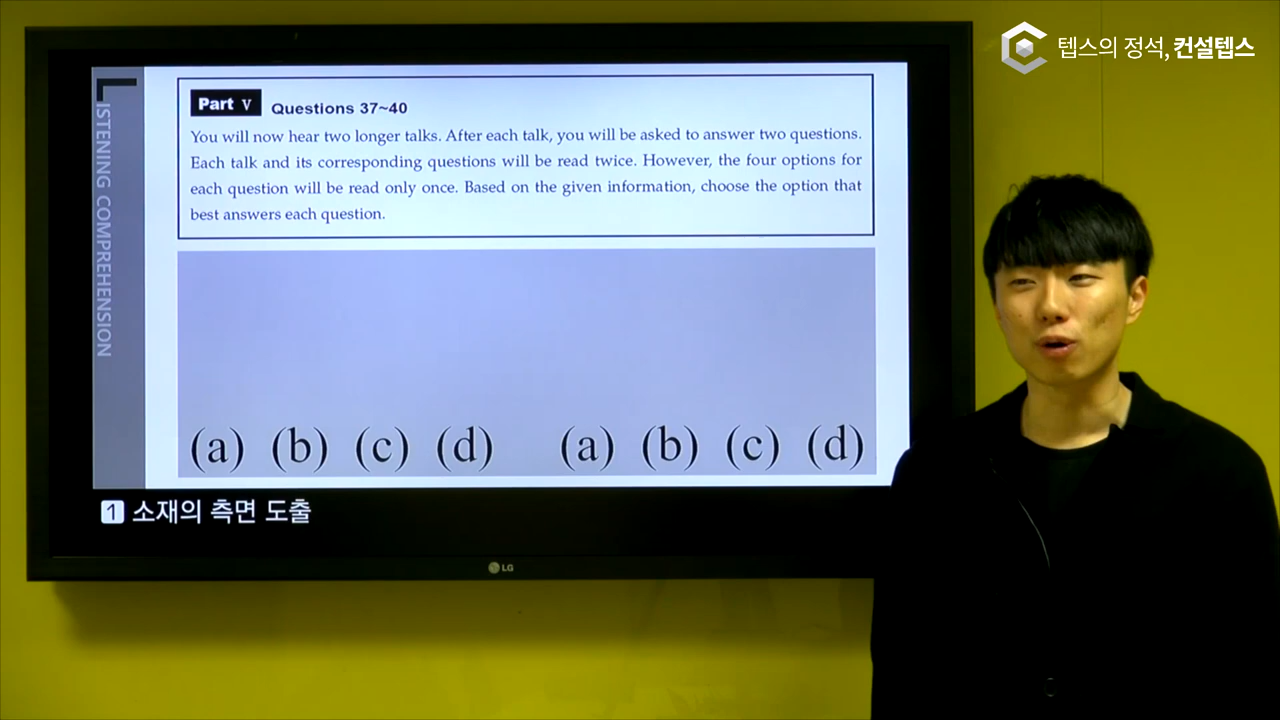 텝스의 정석, 컨설텝스
Part V Questions 37~40
You will now hear two longer talks. After each talk, you will be asked to answer two questions.
Each talk and its corresponding questions will be read twice. However, the four options for
each question will be read only once. Based on the given information, choose the option that
best answers each question.
LISTENING COMPREHENSION
(a) (b) (c) (d) (a) (b) (c) (d)
1 소재의 측면 도출
LG